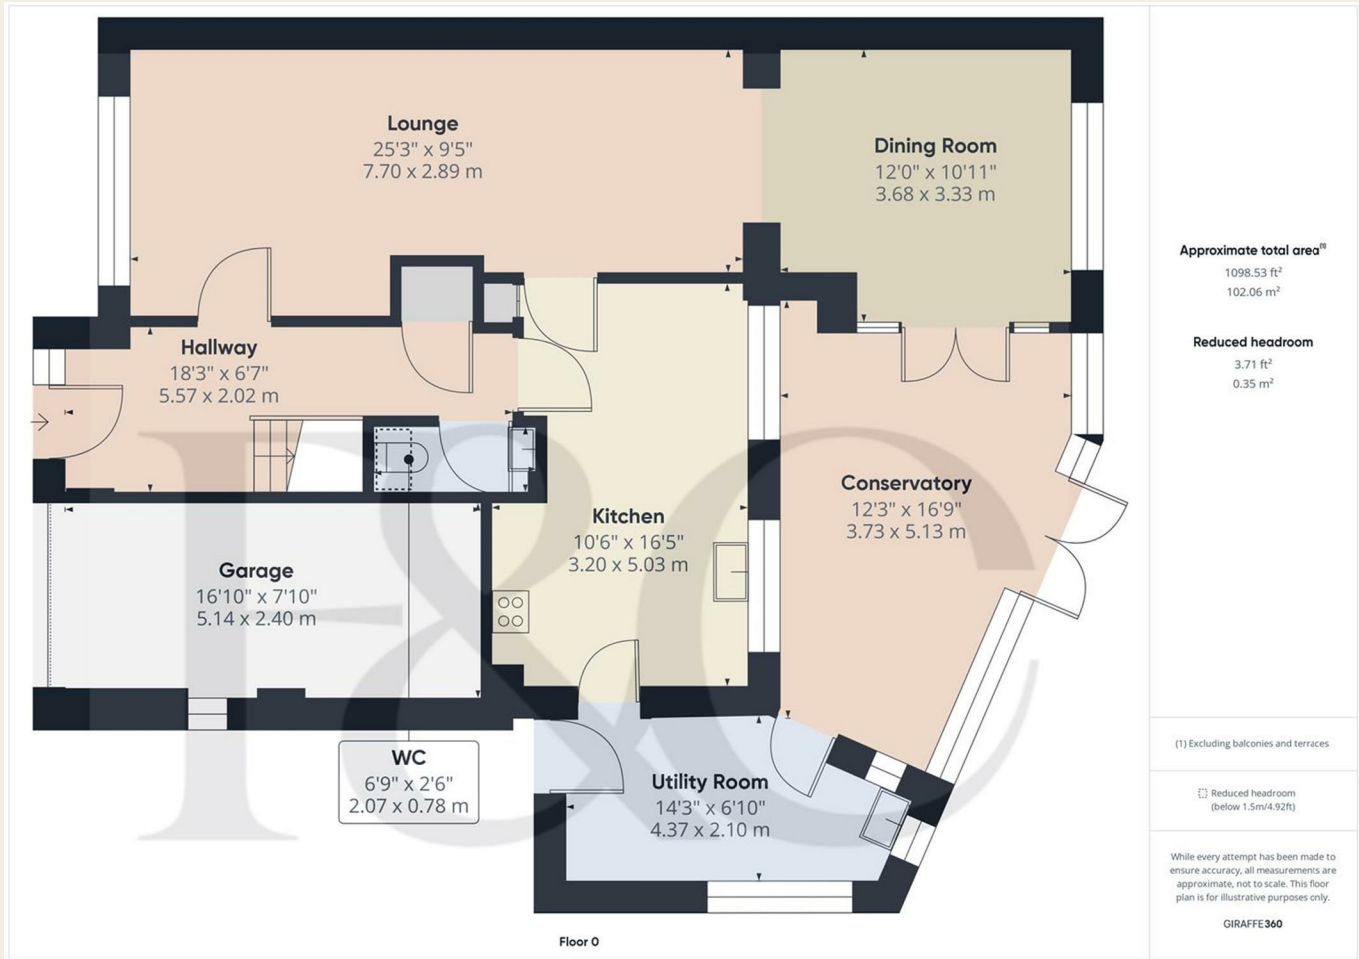 Lounge
25'3" x 9'5"
7.70 x 2.89 m
Dining Room
12'0" x 10'11"
3.68 x 3.33 m
Hallway
18'3" x 6'7"
5.57 x 2.02 m
Conservatory
12'3" x 16'9"
3.73 x 5.13 m
Kitchen
10'6" x 16'5"
3.20 x 5.03 m
Garage
16'10" x 7'10"
5.14 x 2.40 m
WC
6'9" x 2'6"
2.07 x 0.78 m
Utility Room
14'3" x 6'10"
4.37 x 2.10 m
Floor 0
F&C
Approximate total area(1)
1098.53 ft²
102.06 m²
Reduced headroom
3.71 ft²
0.35 m²
(1) Excluding balconies and terraces
Reduced headroom
(below 1.5m/4.92ft)
While every attempt has been made to
ensure accuracy, all measurements are
approximate, not to scale. This floor
plan is for illustrative purposes only.
GIRAFFE360